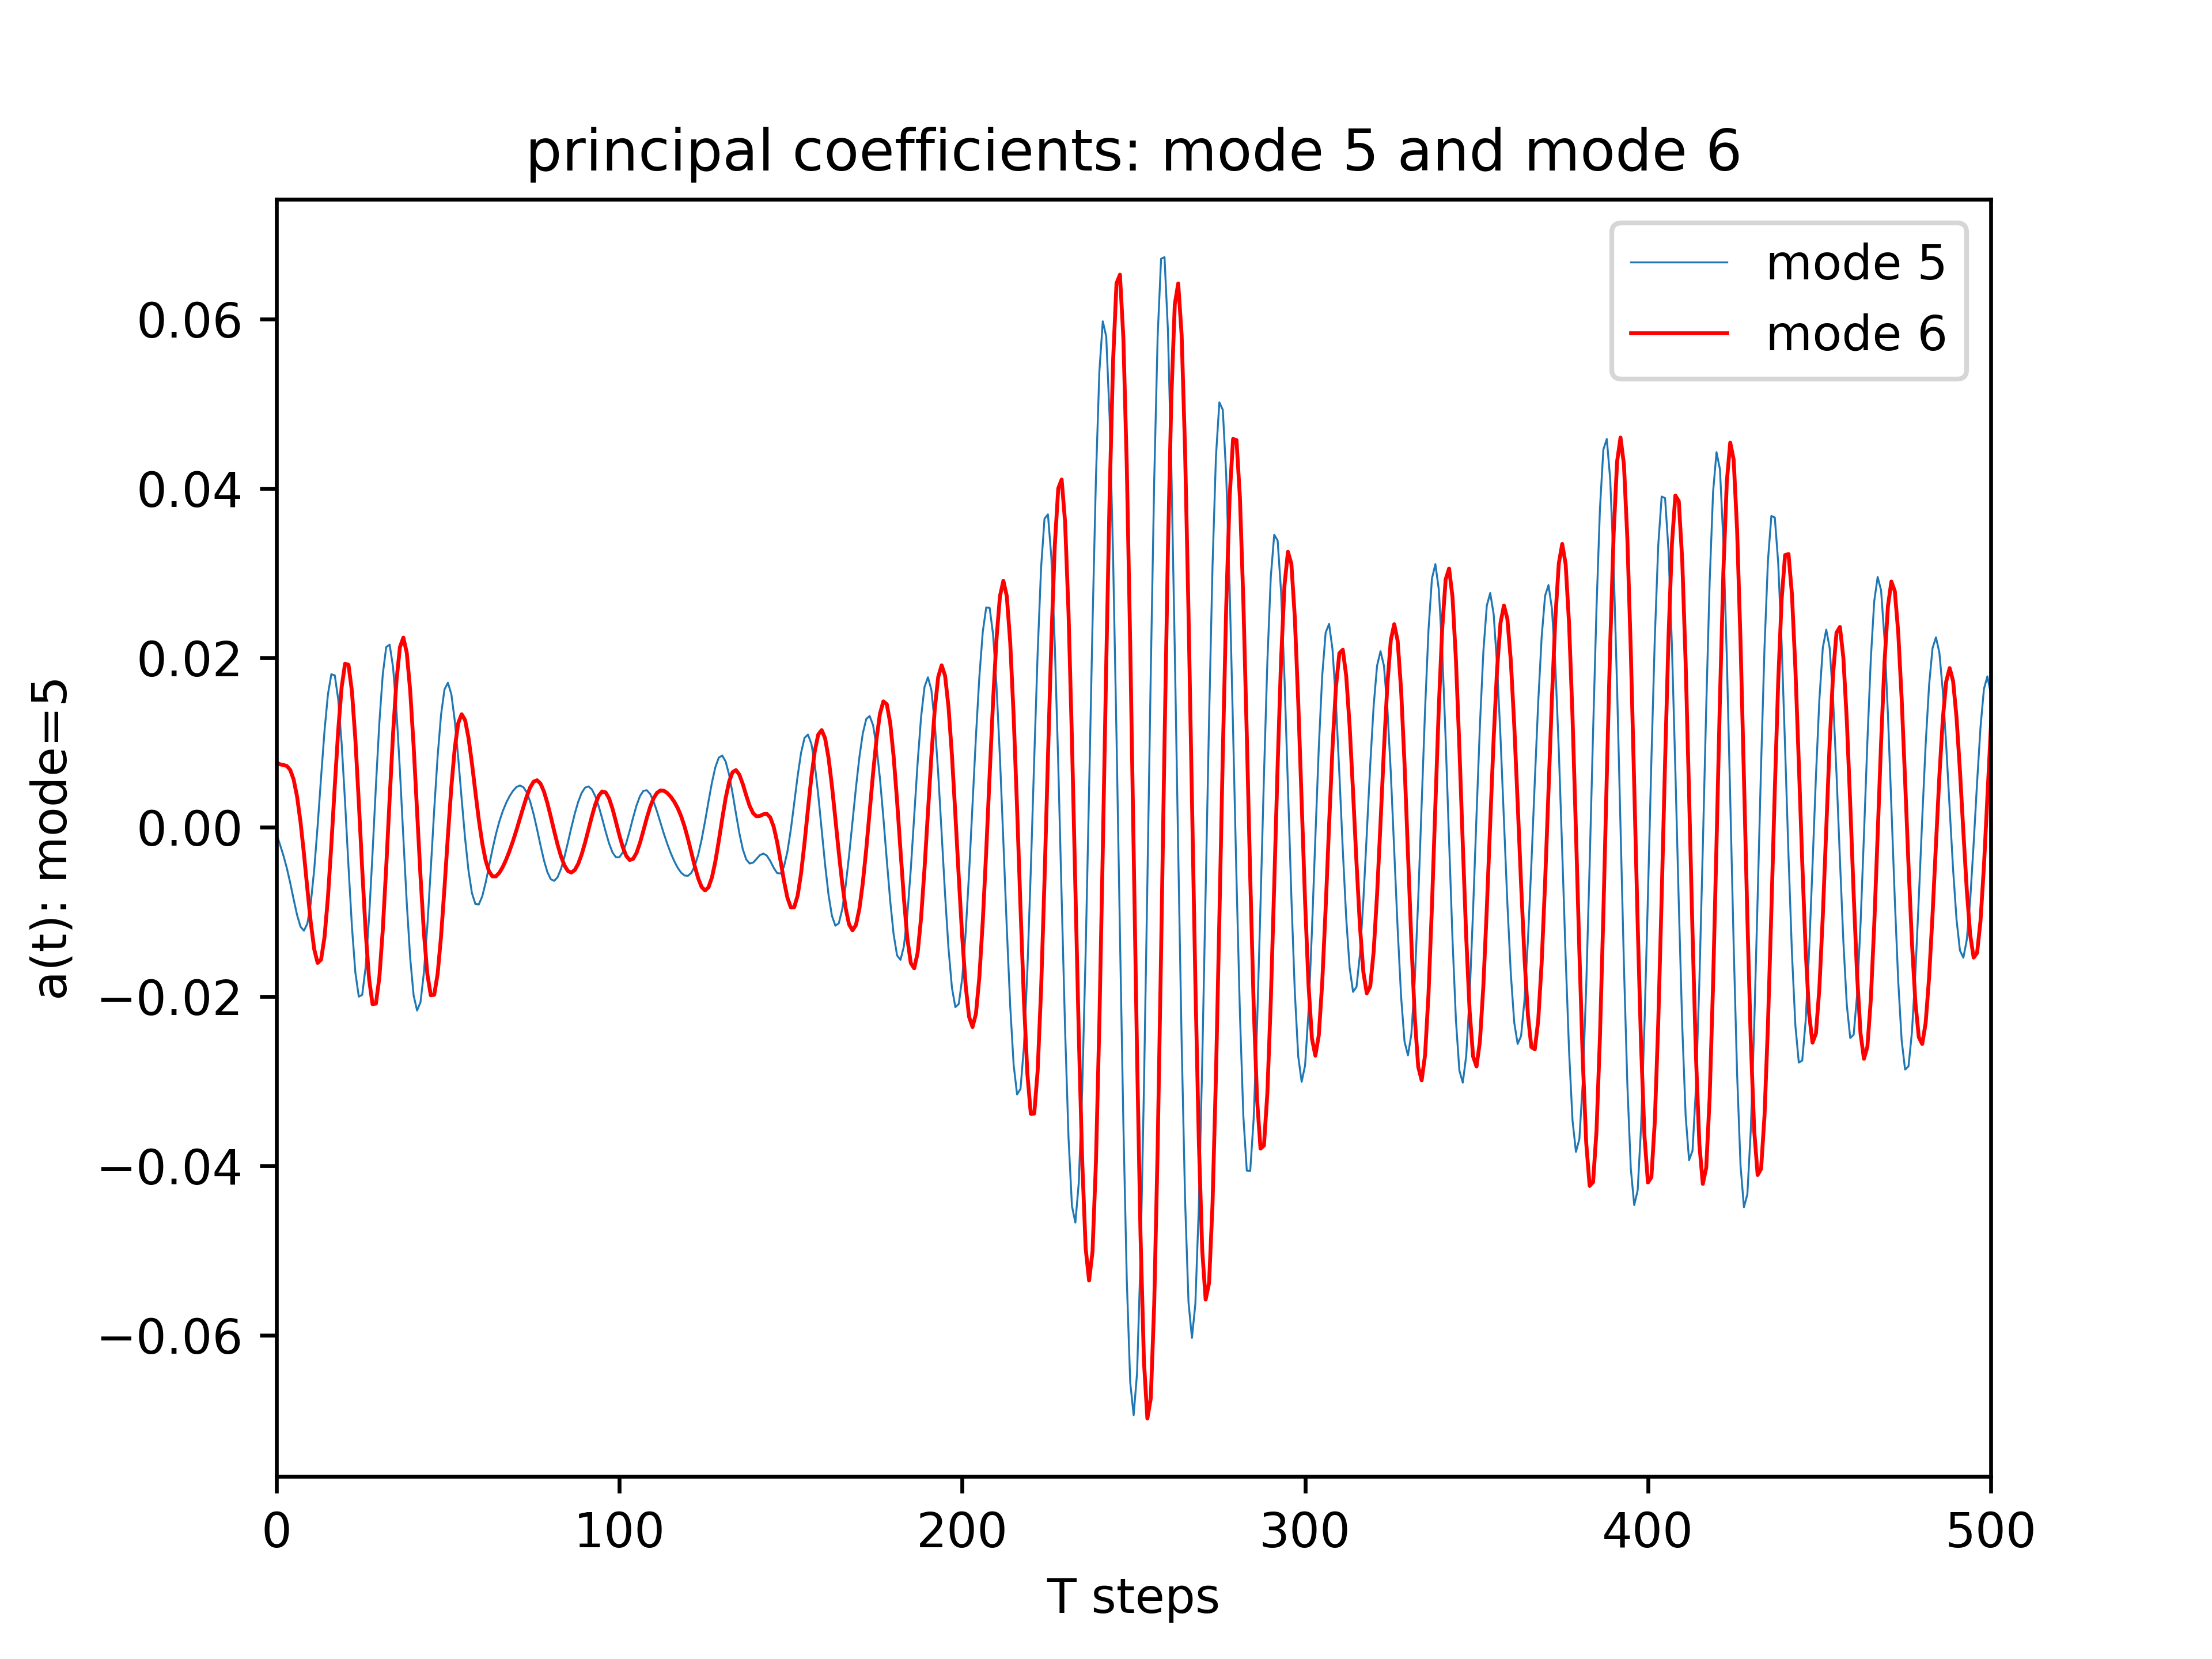 principal coefficients: mode 5 and mode 6
mode 5
mode 6
0.06
0.04
0.02
0.00
−0.02
−0.04
−0.06
a(t): mode=5
0 100 200 300 400 500
T steps